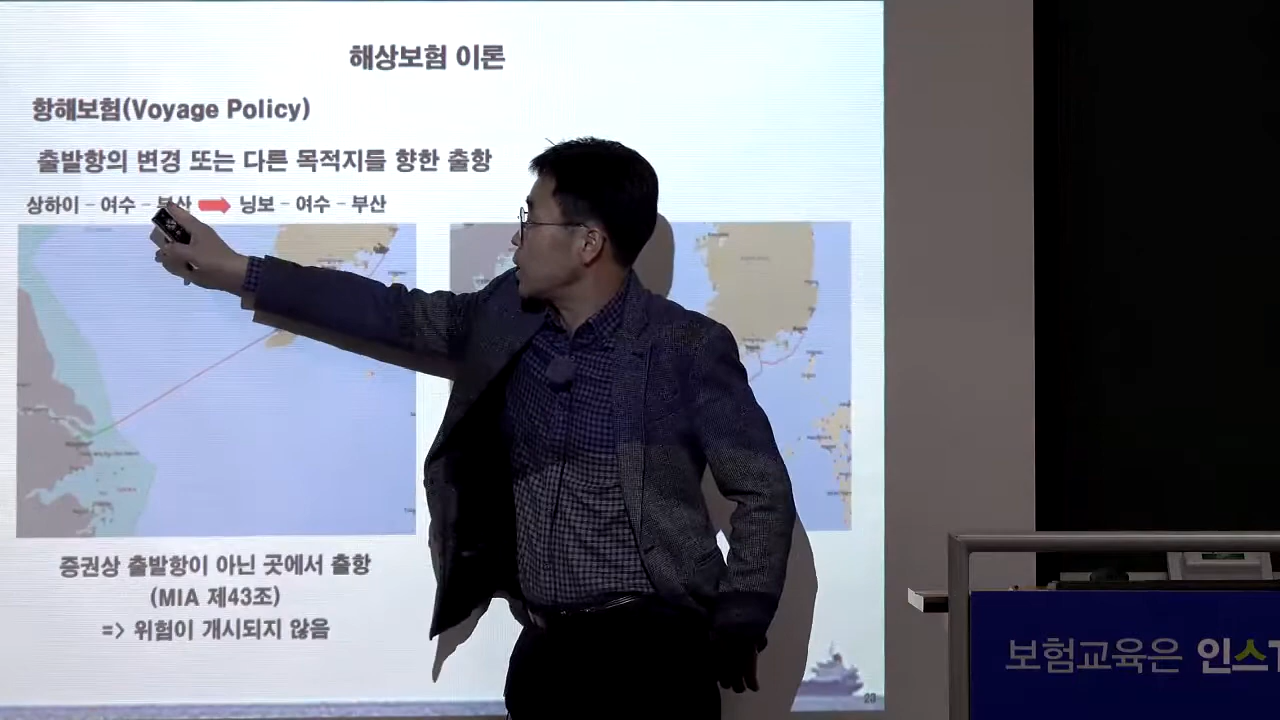 해상보험 이론
항해보험(Voyage Policy)
출발항의 변경 또는 다른 목적지를 향한 출항
상하이 – 여수 – 부산 닝보 – 여수 – 부산
증권상 출발항이 아닌 곳에서 출항
(MIA 제43조)
=> 위험이 개시되지 않음
23
보험교육은 인스